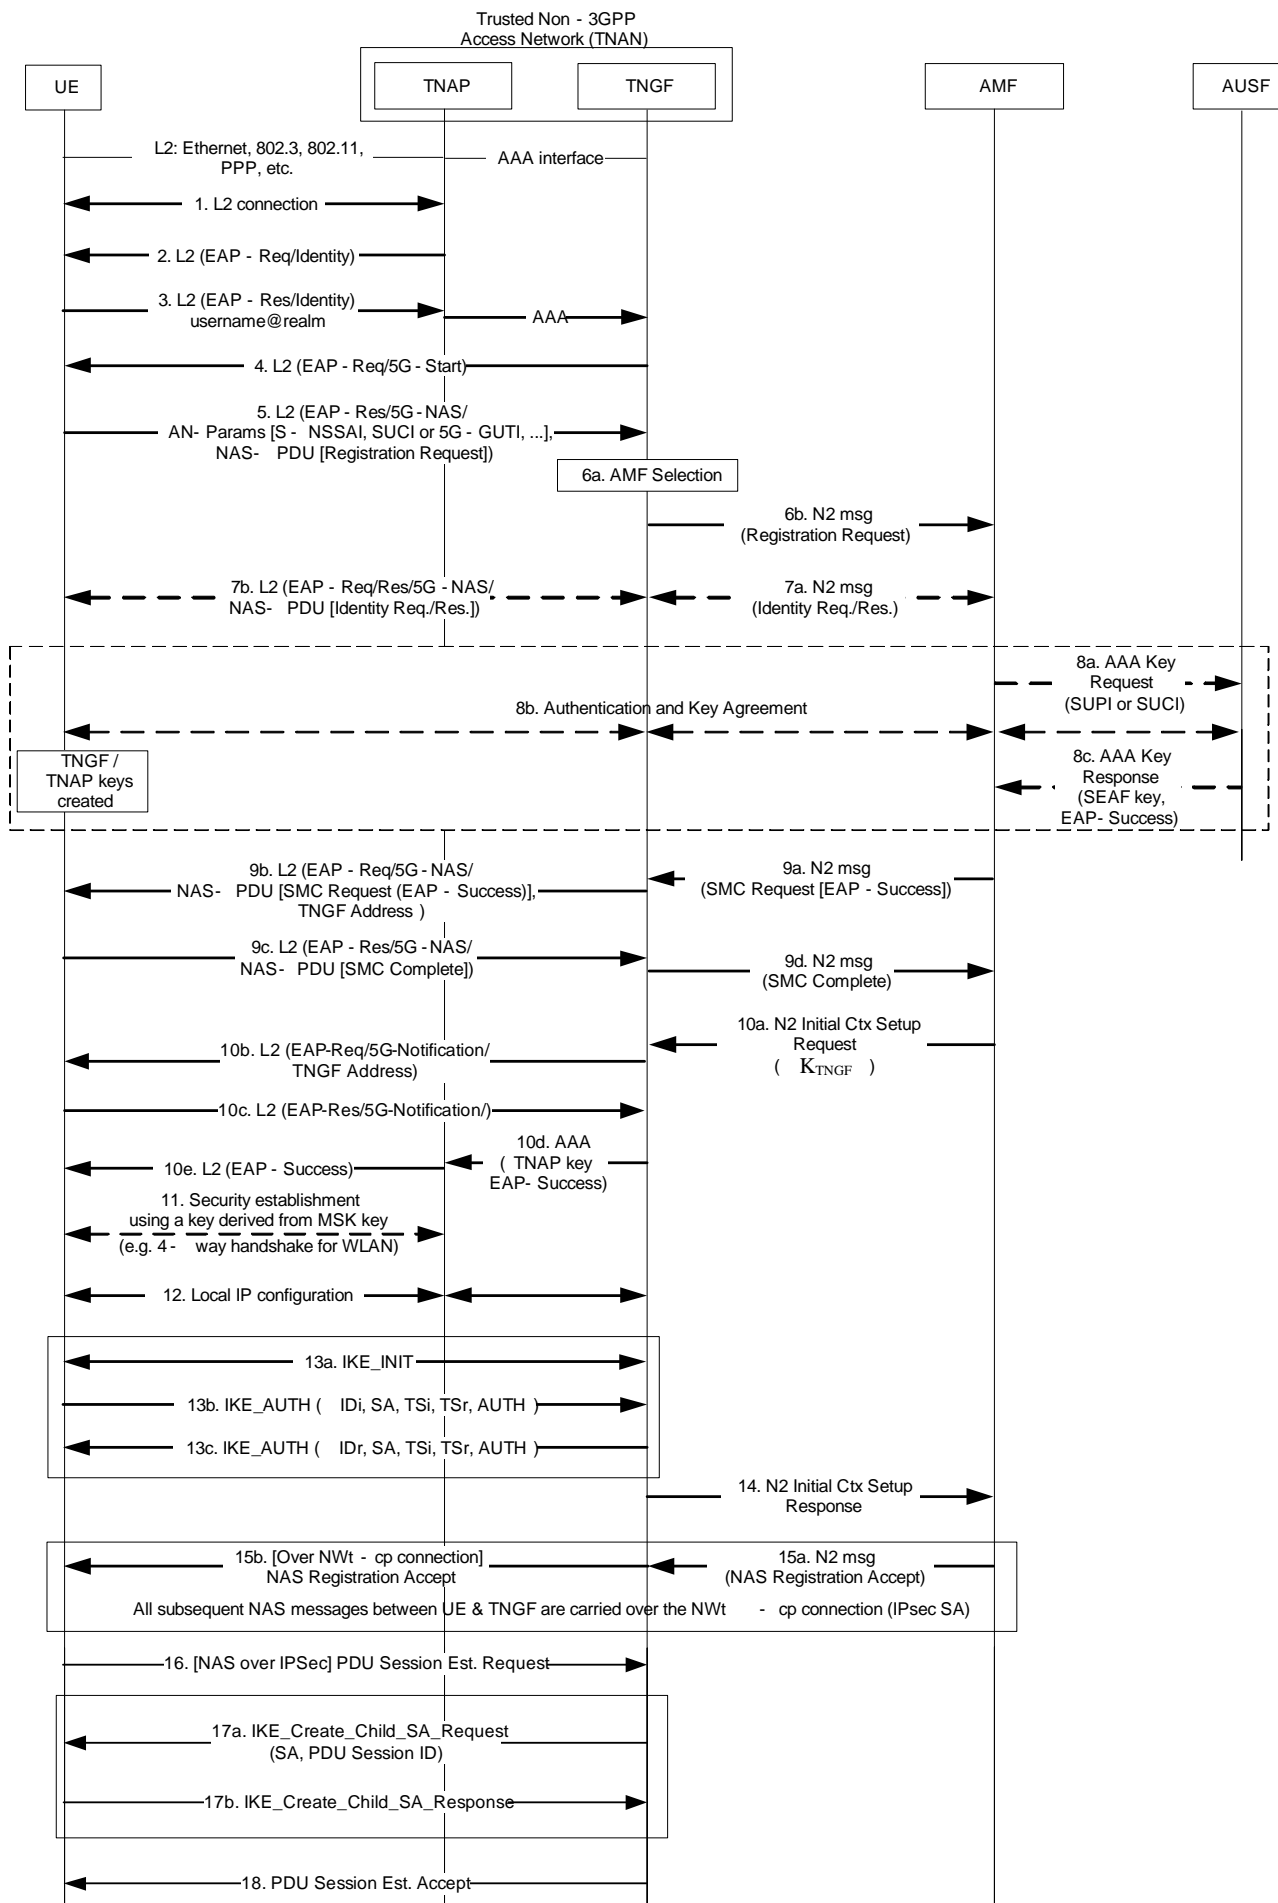 Trusted Non - 3GPP
Access Network (TNAN)
UE
TNAP
TNGF
AMF
AUSF
L2: Ethernet, 802.3, 802.11,
PPP, etc.
AAA interface
1. L2 connection
2. L2 (EAP - Req/Identity)
3. L2 (EAP - Res/Identity)
username@realm
AAA
4. L2 (EAP - Req/5G - Start)
5. L2 (EAP - Res/5G - NAS/
AN- Params [S - NSSAI, SUCI or 5G - GUTI, ...],
NAS- PDU [Registration Request])
6a. AMF Selection
6b. N2 msg
(Registration Request)
7b. L2 (EAP - Req/Res/5G - NAS/
NAS- PDU [Identity Req./Res.])
7a. N2 msg
(Identity Req./Res.)
8a. AAA Key
Request
(SUPI or SUCI)
8b. Authentication and Key Agreement
TNGF /
TNAP keys
created
8c. AAA Key
Response
(SEAF key,
EAP- Success)
9b. L2 (EAP - Req/5G - NAS/
NAS- PDU [SMC Request (EAP - Success)],
TNGF Address )
9a. N2 msg
(SMC Request [EAP - Success])
9c. L2 (EAP - Res/5G - NAS/
NAS- PDU [SMC Complete])
9d. N2 msg
(SMC Complete)
10a. N2 Initial Ctx Setup
Request
( KTNGF )
10b. L2 (EAP-Req/5G-Notification/
TNGF Address)
10c. L2 (EAP-Res/5G-Notification/)
10d. AAA
( TNAP key
EAP- Success)
10e. L2 (EAP - Success)
11. Security establishment
using a key derived from MSK key
(e.g. 4 - way handshake for WLAN)
12. Local IP configuration
13a. IKE_INIT
13b. IKE_AUTH ( IDi, SA, TSi, TSr, AUTH )
13c. IKE_AUTH ( IDr, SA, TSi, TSr, AUTH )
14. N2 Initial Ctx Setup
Response
15b. [Over NWt - cp connection]
NAS Registration Accept
15a. N2 msg
(NAS Registration Accept)
All subsequent NAS messages between UE & TNGF are carried over the NWt - cp connection (IPsec SA)
16. [NAS over IPSec] PDU Session Est. Request
17a. IKE_Create_Child_SA_Request
(SA, PDU Session ID)
17b. IKE_Create_Child_SA_Response
18. PDU Session Est. Accept